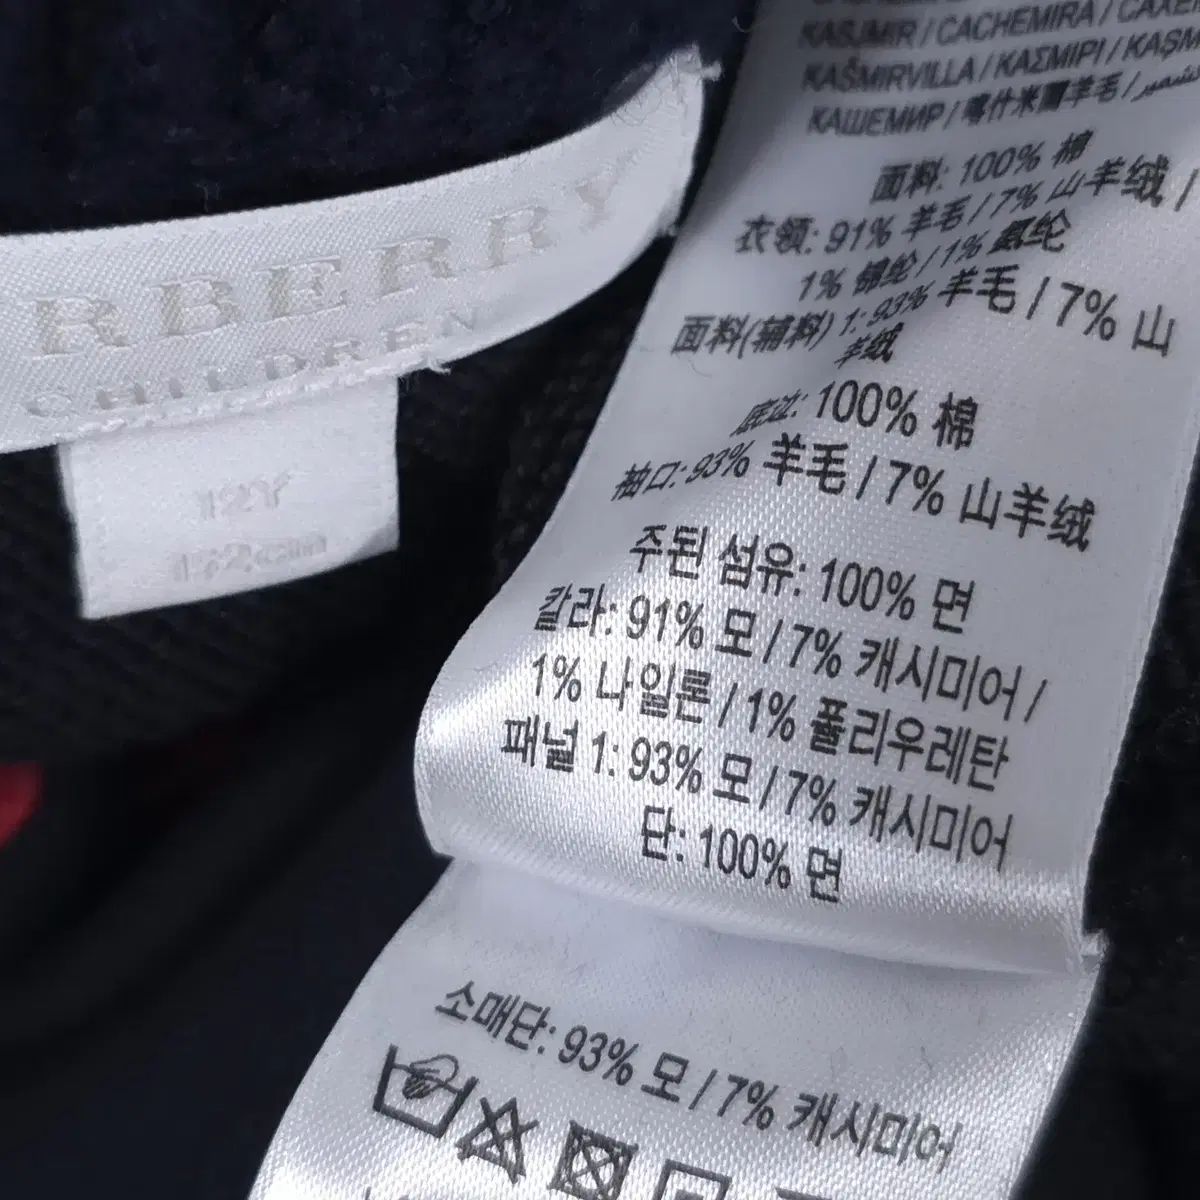 RBERRY
CHILDREN
12Y
152cm
KASJMIR / CACHEMIRA /
KAŠMIRVILLA / ΚΑΣΜΙΡΙ /
КАШЕМИР / 喀什米爾羊毛 /
面料: 100% 棉
衣领: 91% 羊毛 / 7% 山羊绒 /
1% 锦纶 / 1% 氨纶
面料(辅料) 1: 93% 羊毛 / 7% 山
羊绒
底边: 100% 棉
袖口: 93% 羊毛 / 7% 山羊绒
주된 섬유: 100% 면
칼라: 91% 모 / 7% 캐시미어 /
1% 나일론 / 1% 폴리우레탄
패널 1: 93% 모 / 7% 캐시미어
단: 100% 면
소매단: 93% 모 / 7% 캐시미어